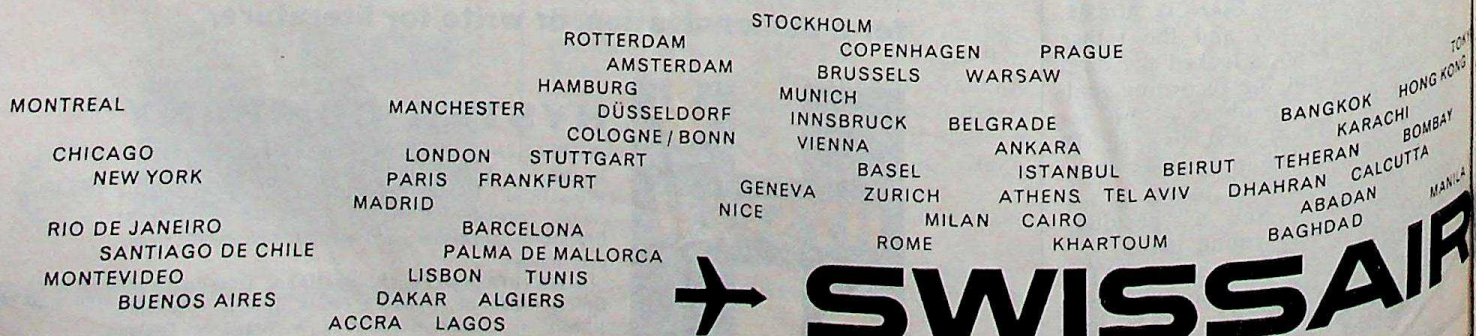 STOCKHOLM
ROTTERDAM COPENHAGEN PRAGUE
AMSTERDAM BRUSSELS WARSAW
HAMBURG MUNICH HONG KONG
MONTREAL MANCHESTER DÜSSELDORF INNSBRUCK BELGRADE BANGKOK
COLOGNE / BONN VIENNA ANKARA KARACHI BOMBAY
CHICAGO LONDON STUTTGART BASEL ISTANBUL BEIRUT TEHERAN
NEW YORK PARIS FRANKFURT GENEVA ZURICH ATHENS TEL AVIV DHAHRAN CALCUTTA
MADRID NICE MILAN CAIRO ABADAN MANILA
RIO DE JANEIRO BARCELONA ROME KHARTOUM BAGHDAD
SANTIAGO DE CHILE PALMA DE MALLORCA
MONTEVIDEO LISBON TUNIS
BUENOS AIRES DAKAR ALGIERS
ACCRA LAGOS
SWISSAIR